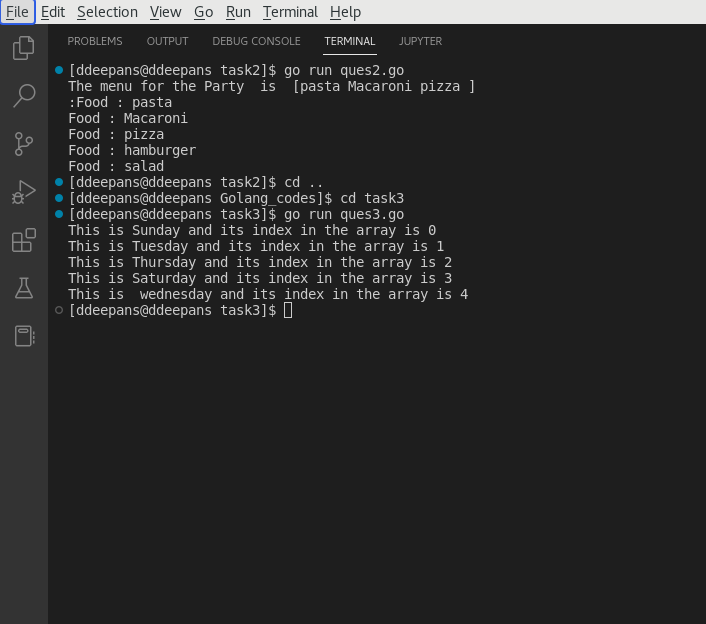 File Edit Selection View Go Run Terminal Help
PROBLEMS OUTPUT DEBUG CONSOLE TERMINAL JUPYTER
[ddeepans@ddeepans task2]$ go run ques2.go
The menu for the Party  is  [pasta Macaroni pizza ]
:Food : pasta
Food : Macaroni
Food : pizza
Food : hamburger
Food : salad
[ddeepans@ddeepans task2]$ cd ..
[ddeepans@ddeepans Golang_codes]$ cd task3
[ddeepans@ddeepans task3]$ go run ques3.go
This is Sunday and its index in the array is 0
This is Tuesday and its index in the array is 1
This is Thursday and its index in the array is 2
This is Saturday and its index in the array is 3
This is  wednesday and its index in the array is 4
[ddeepans@ddeepans task3]$